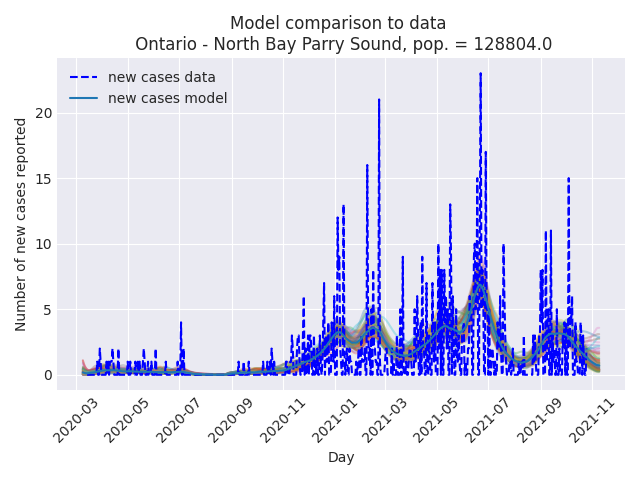 Model comparison to data
Ontario - North Bay Parry Sound, pop. = 128804.0
new cases data
new cases model
Number of new cases reported
20
15
10
5
0
2020-03
2020-05
2020-07
2020-09
2020-11
2021-01
2021-03
2021-05
2021-07
2021-09
2021-11
Day